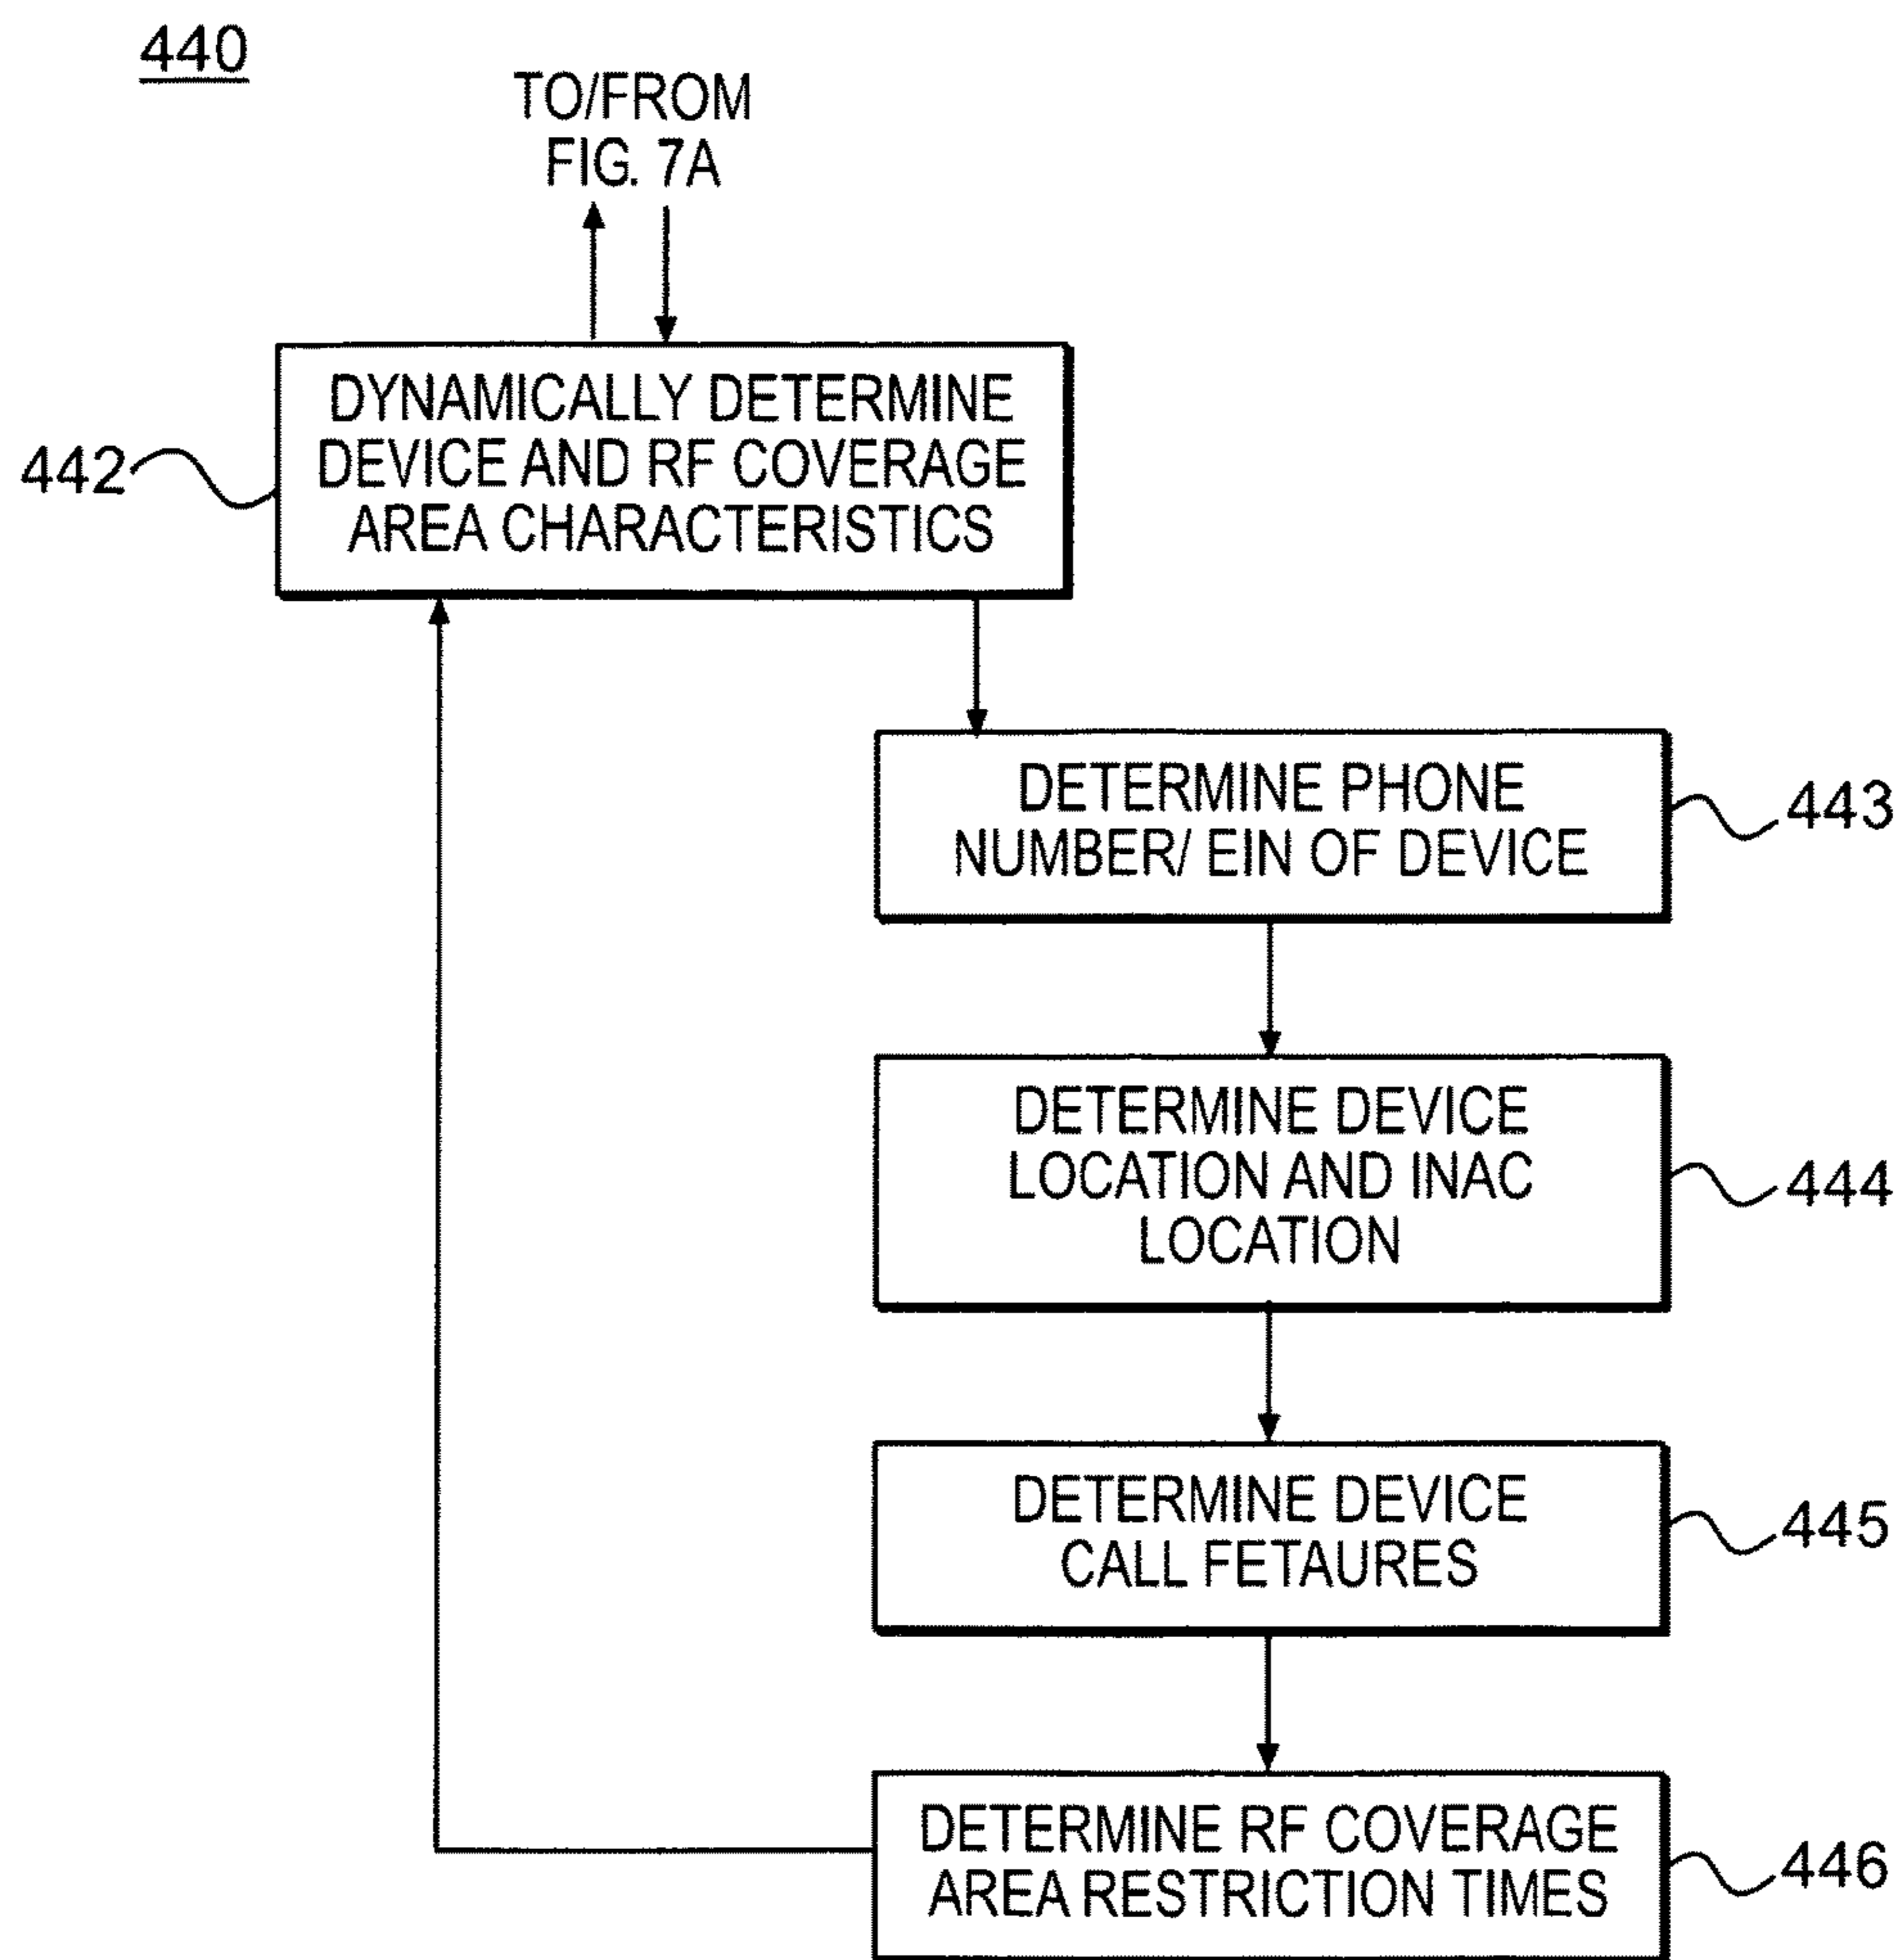 440
TO/FROM
FIG. 7A
DYNAMICALLY DETERMINE
DEVICE AND RF COVERAGE
AREA CHARACTERISTICS
442
DETERMINE PHONE
NUMBER/ EIN OF DEVICE
443
DETERMINE DEVICE
LOCATION AND INAC
LOCATION
444
DETERMINE DEVICE
CALL FETAURES
445
DETERMINE RF COVERAGE
AREA RESTRICTION TIMES
446